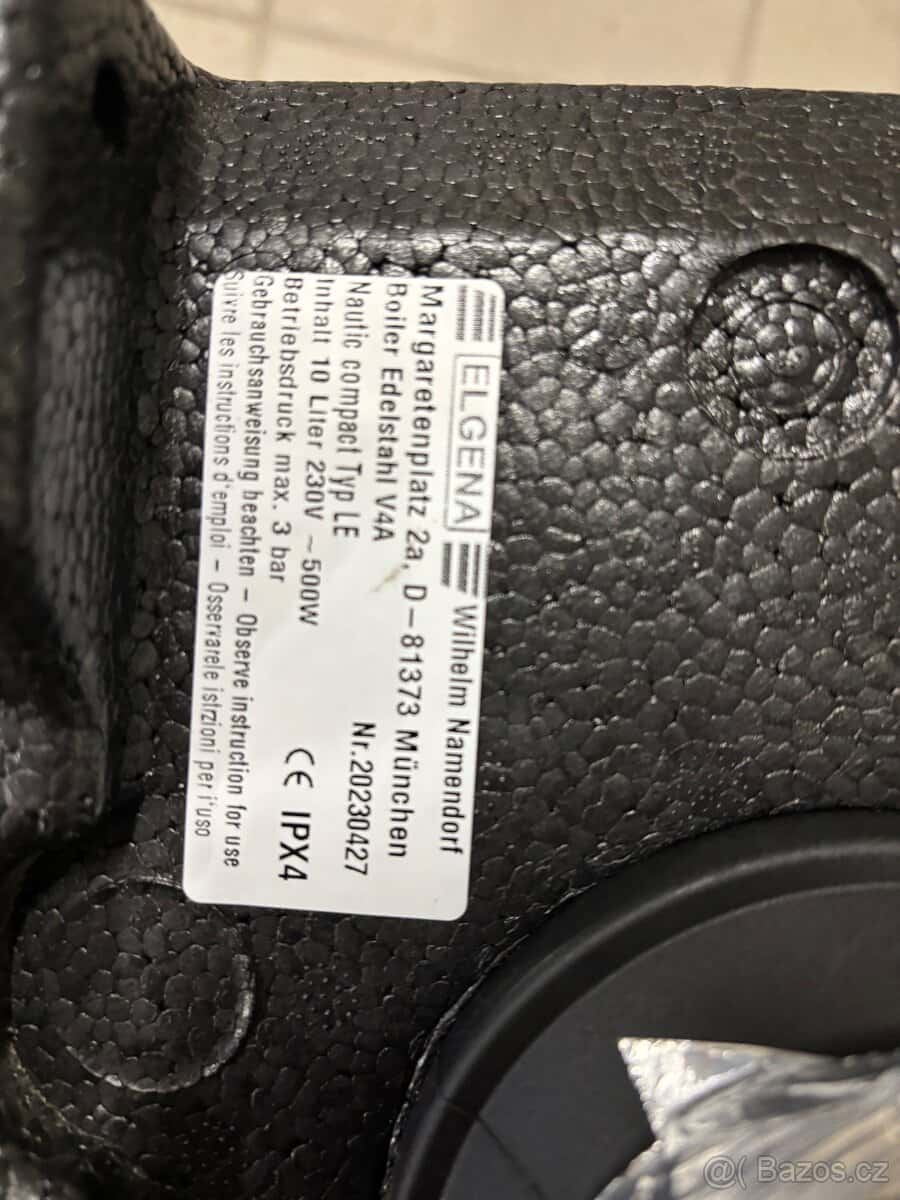 ELGENA Wilhelm Namendorf
Margaretenplatz 2a, D-81373 München
Boiler Edelstahl V4A
Nautic compact Typ LE Nr.20230427
Inhalt 10 Liter 230V ~500W
Betriebsdruck max. 3 bar CE IPX4
Gebrauchsanweisung beachten - Observe instruction for use
Suivre les instructions d'emploi - Osservarele istrzioni per i'uso
@( Bazos.cz